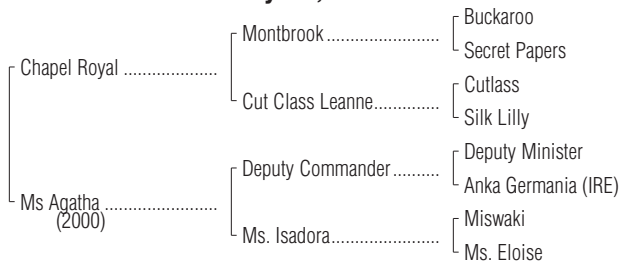 Buckaroo
Montbrook ........................
Secret Papers
Chapel Royal ....................
Cutlass
Cut Class Leanne..............
Silk Lilly
Deputy Minister
Deputy Commander ..........
Anka Germania (IRE)
Ms Agatha ........................
(2000)
Miswaki
Ms. Isadora.......................
Ms. Eloise